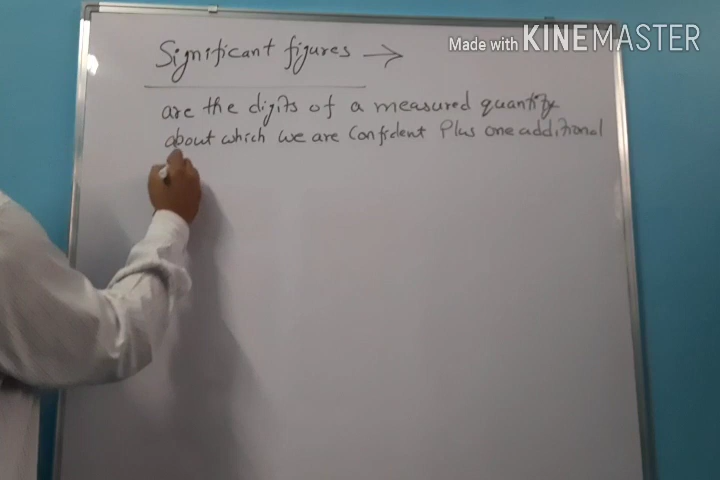 Significant figures →
Made with KINEMASTER
are the digits of a measured quantity
about which we are Confident Plus one additional